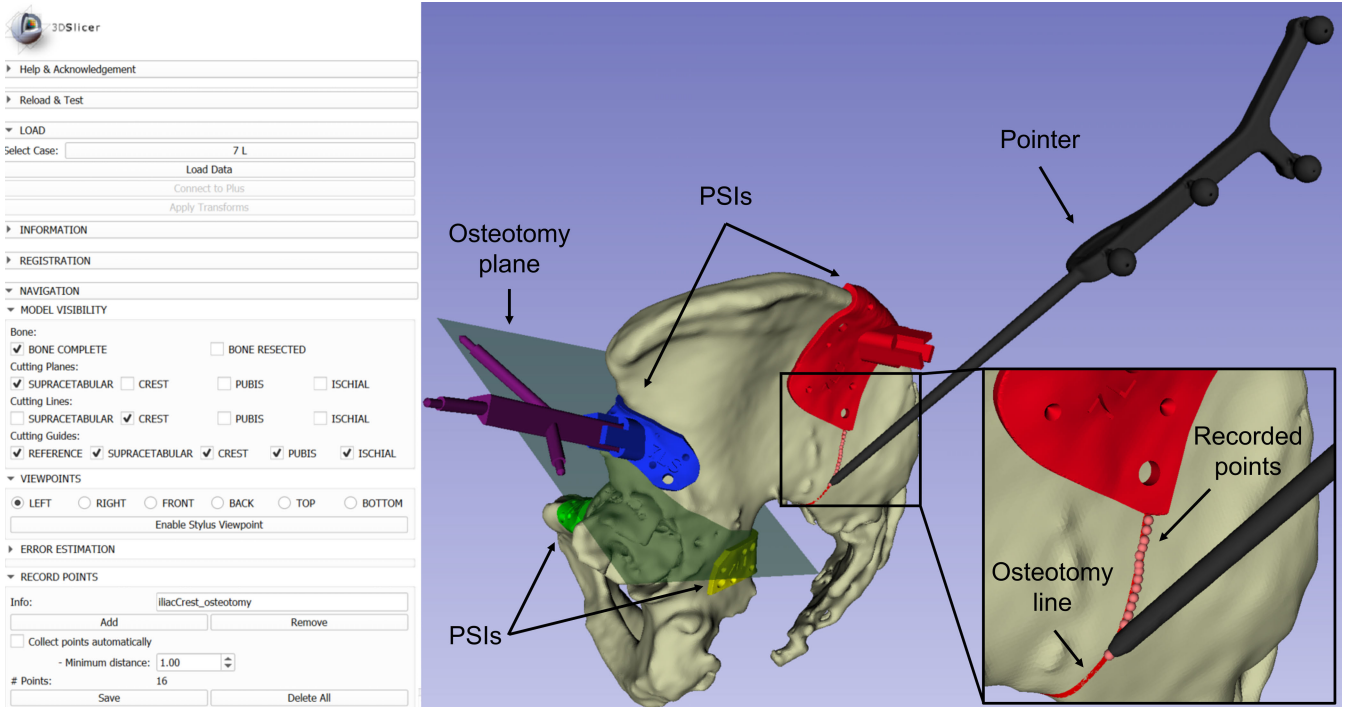 3DSlicer
Help & Acknowledgement
Reload & Test
LOAD
Select Case: 7 L
Load Data
Connect to Plus
Apply Transforms
INFORMATION
REGISTRATION
NAVIGATION
MODEL VISIBILITY
Bone:
BONE COMPLETE BONE RESECTED
Cutting Planes:
SUPRACETABULAR CREST PUBIS ISCHIAL
Cutting Lines:
SUPRACETABULAR CREST PUBIS ISCHIAL
Cutting Guides:
REFERENCE SUPRACETABULAR CREST PUBIS ISCHIAL
VIEWPOINTS
LEFT RIGHT FRONT BACK TOP BOTTOM
Enable Stylus Viewpoint
ERROR ESTIMATION
RECORD POINTS
Info: iliacCrest_osteotomy
Add Remove
Collect points automatically
- Minimum distance: 1.00
# Points: 16
Save Delete All
Pointer
PSIs
Osteotomy
plane
PSIs
Recorded
points
Osteotomy
line